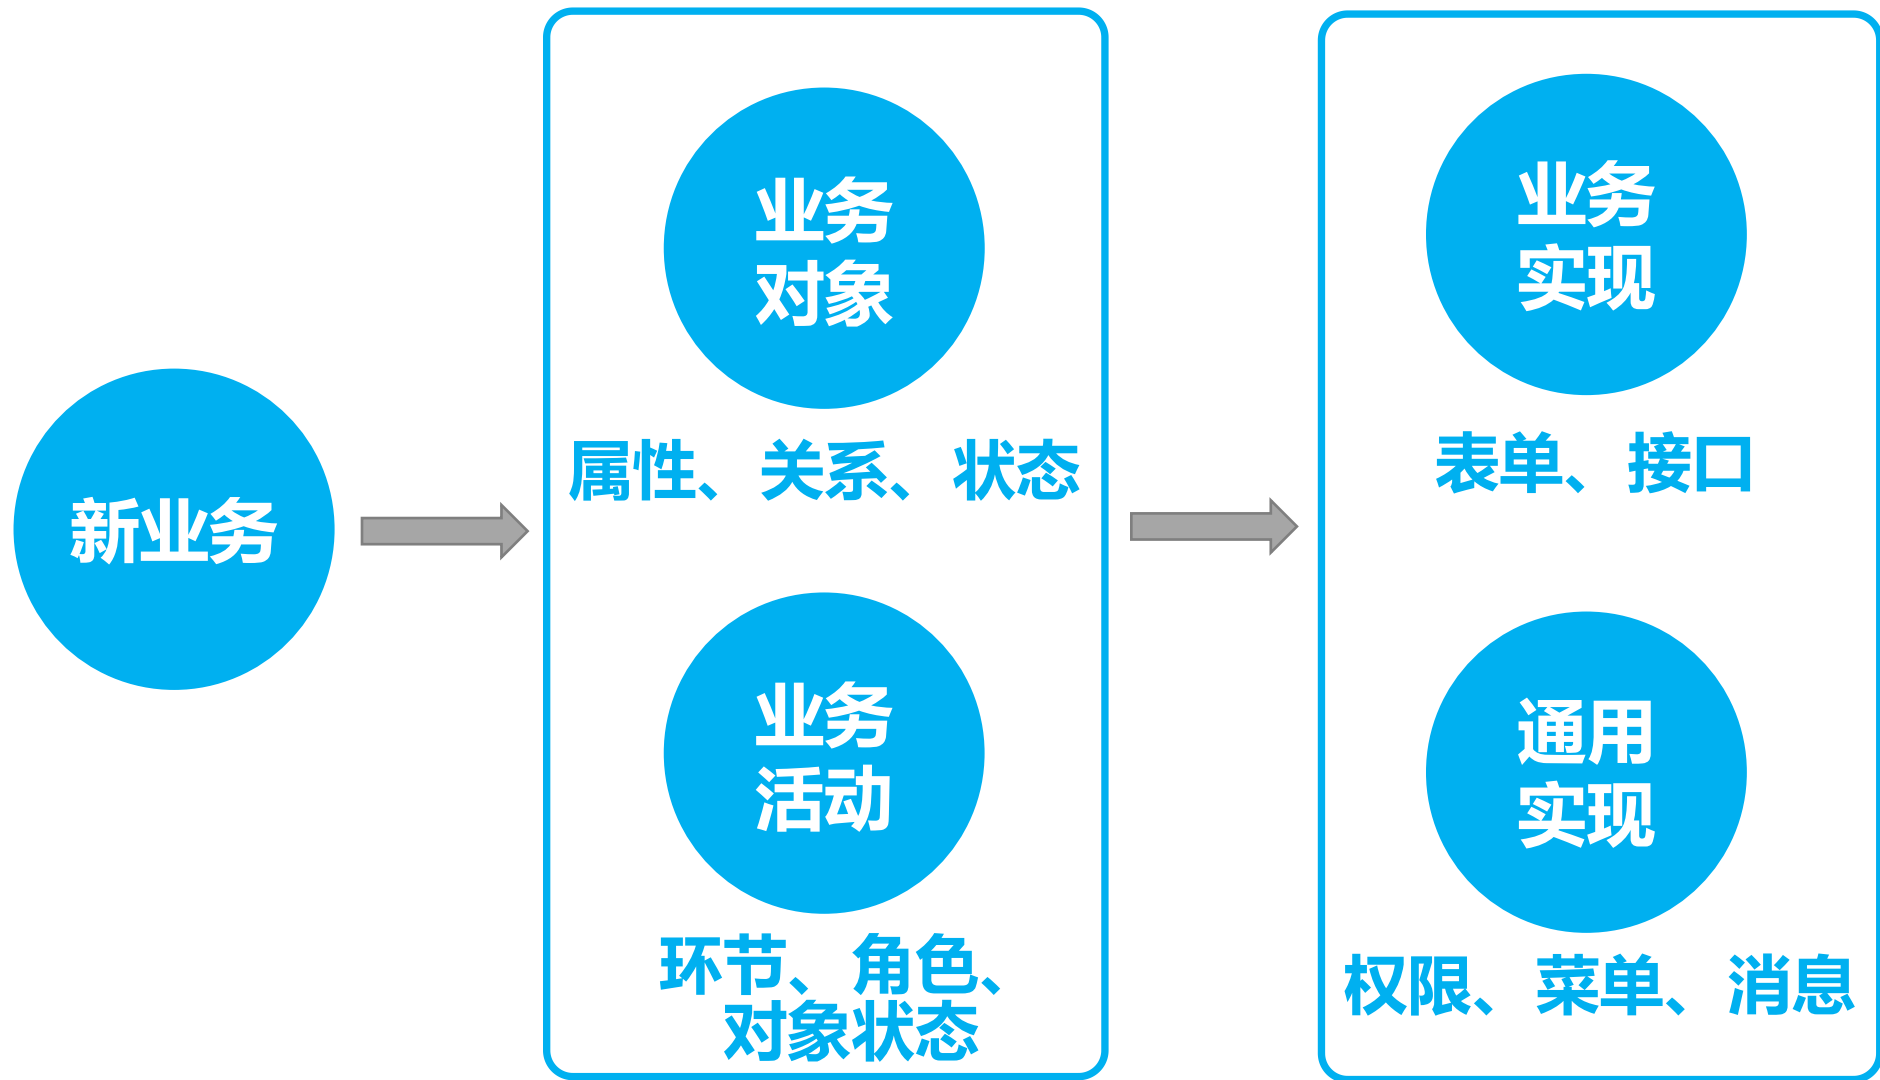 新业务
业务
对象
属性、关系、状态
业务
活动
环节、角色、
对象状态
业务
实现
表单、接口
通用
实现
权限、菜单、消息